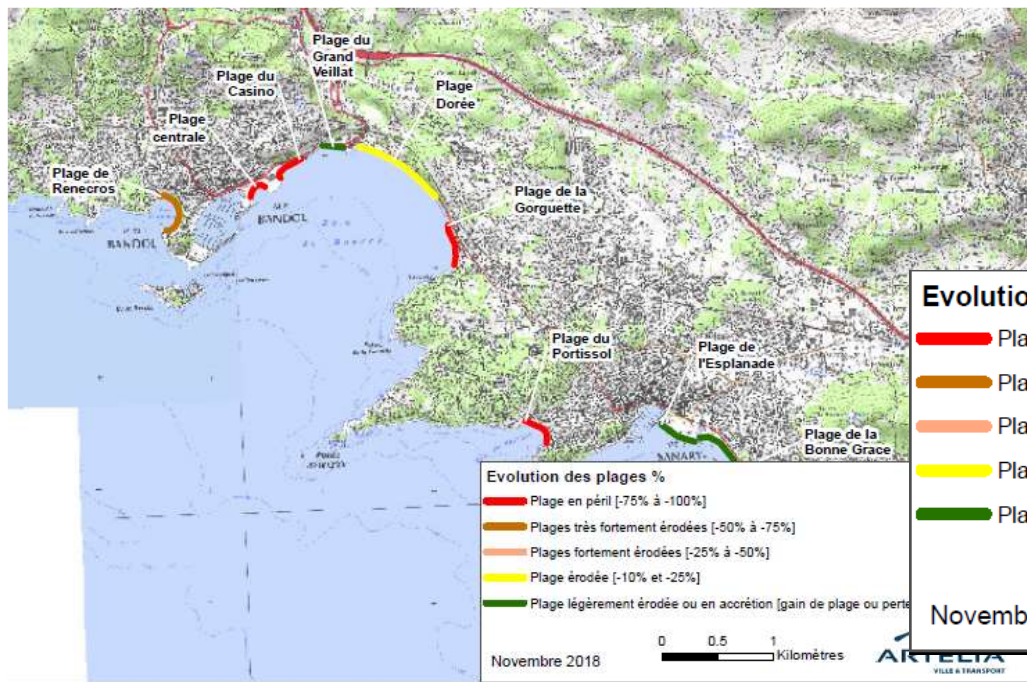 Plage du
Grand
Veillat
Plage du
Casino
Plage
Dorée
Plage
centrale
Plage de
Renecros
Plage de la
Gorguette
BANDOL
BANDOL
Plage du
Portissol
Plage de
l'Esplanade
Plage de la
Bonne Grace
SANARY
Evolution des plages %
Plage en péril [-75% à -100%]
Plages très fortement érodées [-50% à -75%]
Plages fortement érodées [-25% à -50%]
Plage érodée [-10% et -25%]
Plage légèrement érodée ou en accrétion [gain de plage ou perte
0 0.5 1
Kilomètres
Novembre 2018
ARTELIA
VILLE & TRANSPORT
Evolutio
Pla
Pla
Pla
Pla
Pla
Novemb